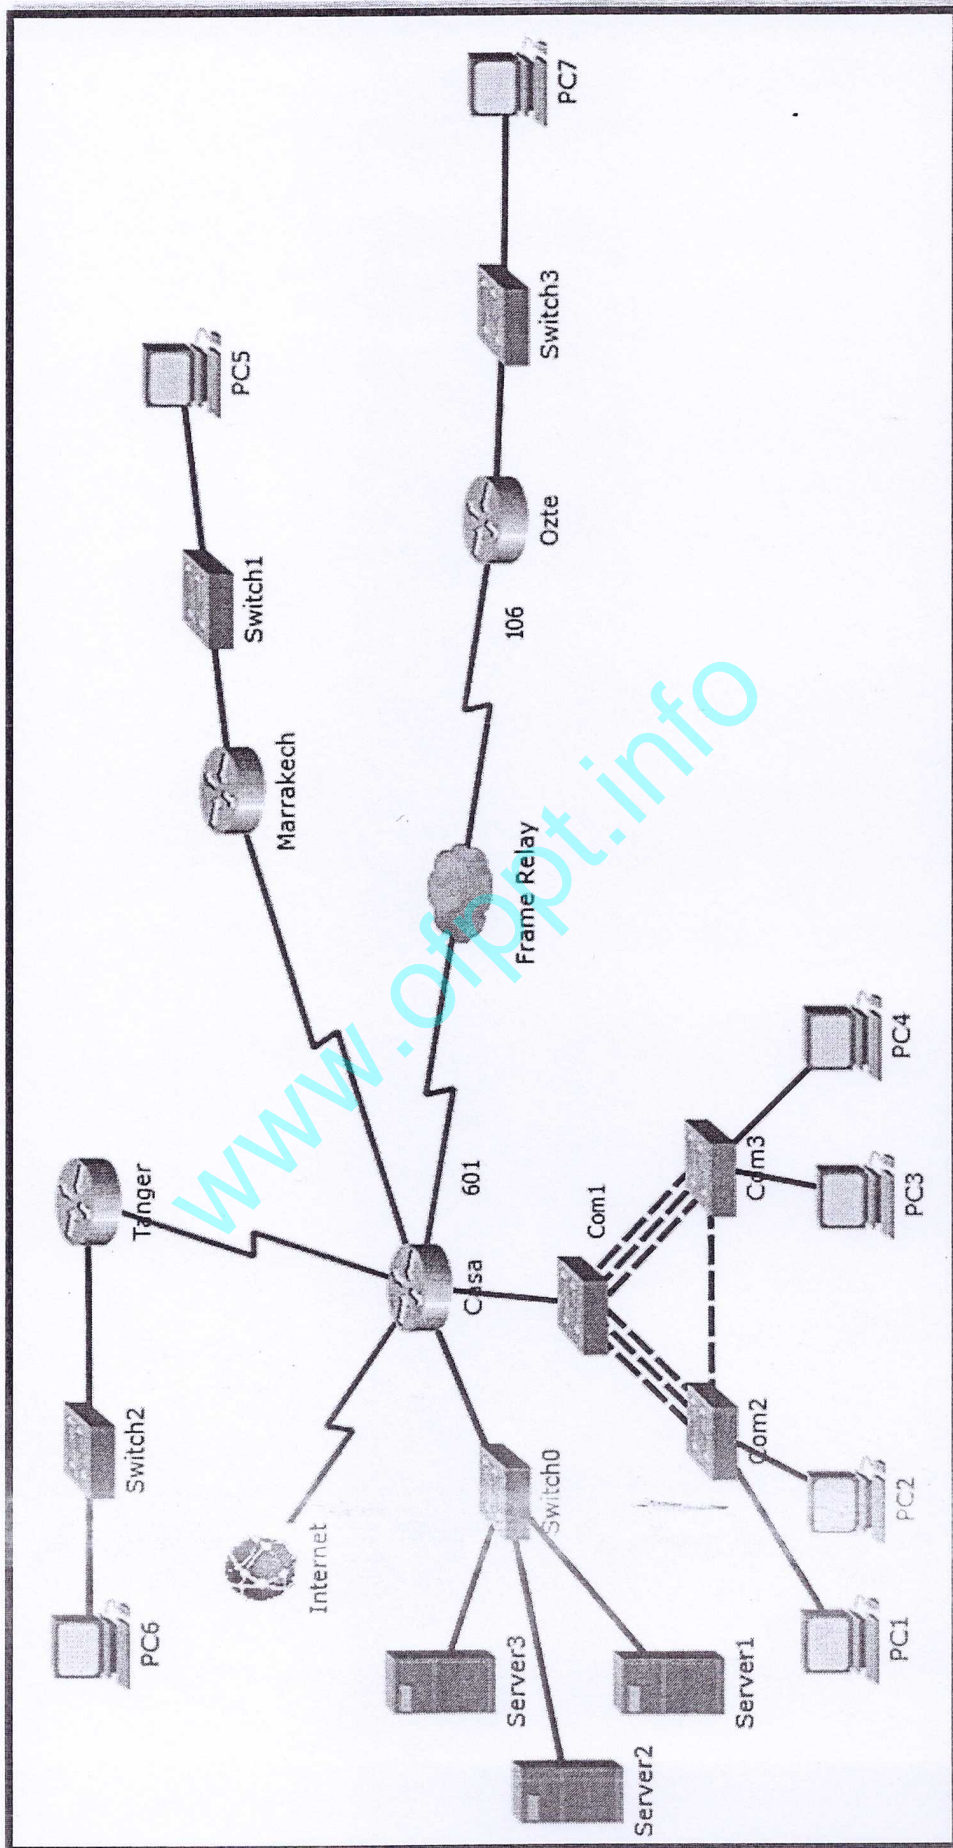 PC6
Switch2
Tanger
Internet
Marrakech
Switch1
PC5
Server3
Server2
Server1
Switch0
Casa
601
Frame Relay
106
Ozte
Switch3
PC7
Com1
Com2
Com3
PC1
PC2
PC3
PC4
www.ofppt.info